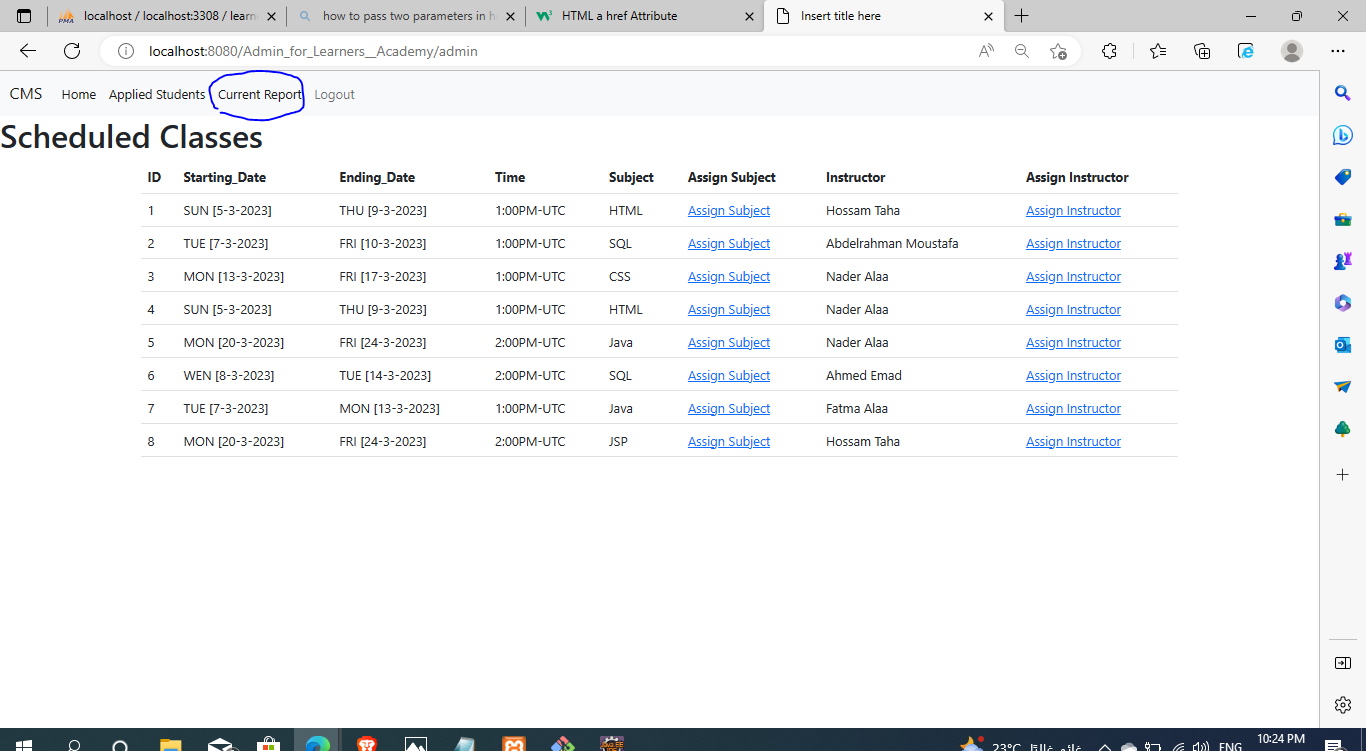 localhost / localhost:3308 / learn
how to pass two parameters in h
HTML a href Attribute
Insert title here
localhost:8080/Admin_for_Learners__Academy/admin
CMS Home Applied Students Current Report Logout
Scheduled Classes
ID Starting_Date Ending_Date Time Subject Assign Subject Instructor Assign Instructor
1 SUN [5-3-2023] THU [9-3-2023] 1:00PM-UTC HTML Assign Subject Hossam Taha Assign Instructor
2 TUE [7-3-2023] FRI [10-3-2023] 1:00PM-UTC SQL Assign Subject Abdelrahman Moustafa Assign Instructor
3 MON [13-3-2023] FRI [17-3-2023] 1:00PM-UTC CSS Assign Subject Nader Alaa Assign Instructor
4 SUN [5-3-2023] THU [9-3-2023] 1:00PM-UTC HTML Assign Subject Nader Alaa Assign Instructor
5 MON [20-3-2023] FRI [24-3-2023] 2:00PM-UTC Java Assign Subject Nader Alaa Assign Instructor
6 WEN [8-3-2023] TUE [14-3-2023] 2:00PM-UTC SQL Assign Subject Ahmed Emad Assign Instructor
7 TUE [7-3-2023] MON [13-3-2023] 1:00PM-UTC Java Assign Subject Fatma Alaa Assign Instructor
8 MON [20-3-2023] FRI [24-3-2023] 2:00PM-UTC JSP Assign Subject Hossam Taha Assign Instructor
23°C غائم غالبًا
ENG
10:24 PM